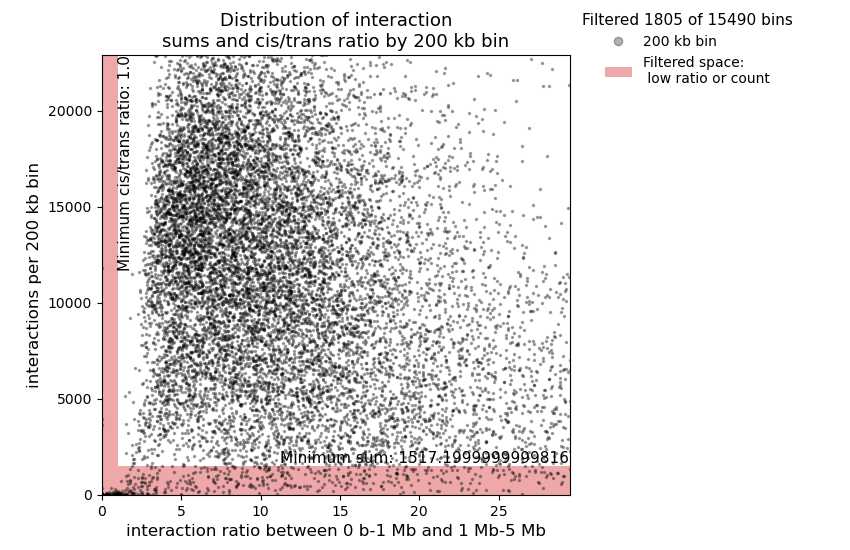 Distribution of interaction
sums and cis/trans ratio by 200 kb bin
Filtered 1805 of 15490 bins
200 kb bin
Filtered space:
low ratio or count
interactions per 200 kb bin
20000
15000
10000
5000
0
Minimum cis/trans ratio: 1.0
Minimum sum: 1517.1999999999816
0 5 10 15 20 25
interaction ratio between 0 b-1 Mb and 1 Mb-5 Mb